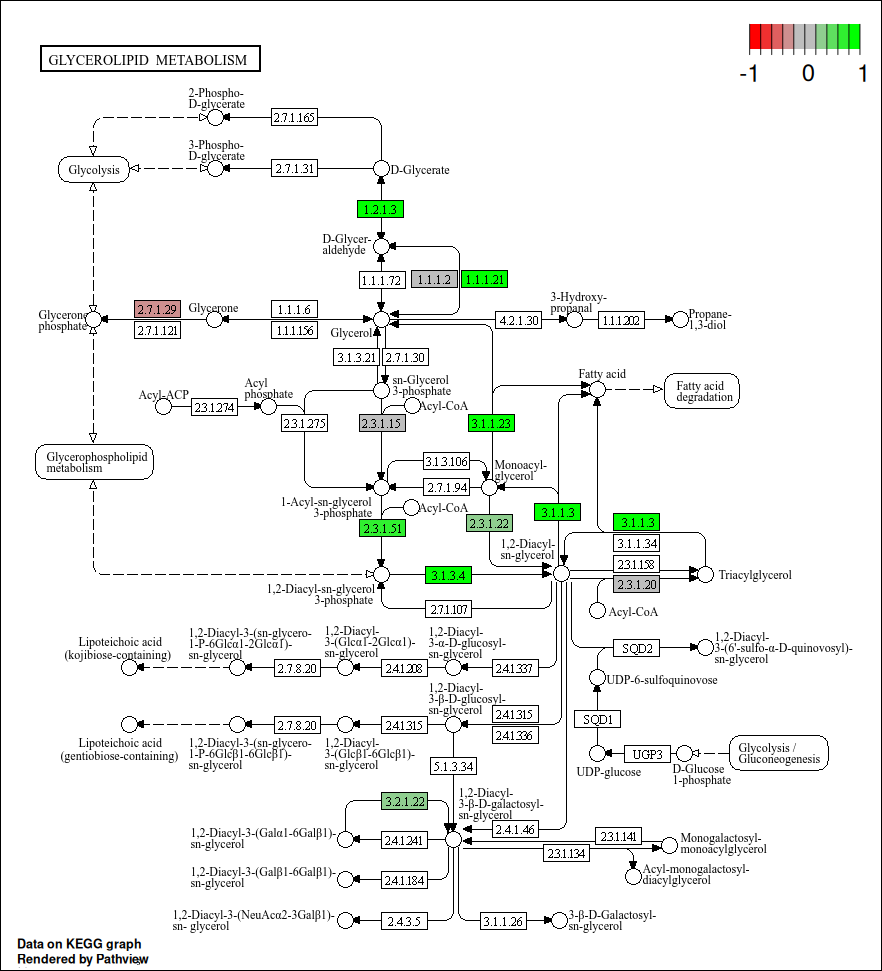 GLYCEROLIPID METABOLISM
-1 0 1
2-Phospho-
D-glycerate
2.7.1.165
3-Phospho-
D-glycerate
Glycolysis
2.7.1.31
D-Glycerate
1.2.1.3
D-Glycer-
aldehyde
1.1.1.72
1.1.1.2
1.1.1.21
3-Hydroxy-
propanal
Glycerone
phosphate
2.7.1.29
2.7.1.121
Glycerone
1.1.1.6
1.1.1.156
Glycerol
4.2.1.30
1.1.1202
Propane-
1,3-diol
3.1.3.21
2.7.1.30
sn-Glycerol
3-phosphate
Fatty acid
Fatty acid
degradation
Acyl-ACP
2.3.1.274
Acyl
phosphate
2.3.1.275
2.3.1.15
Acyl-CoA
3.1.1.23
Glycerophospholipid
metabolism
3.1.3.106
2.7.1.94
Monoacyl-
glycerol
1-Acyl-sn-glycerol
3-phosphate
Acyl-CoA
2.3.1.51
2.3.1.22
3.1.1.3
3.1.1.3
3.1.1.34
1,2-Diacyl-
sn-glycerol
2.3.1.158
2.3.1.20
Triacylglycerol
3.1.3.4
1,2-Diacyl-sn-glycerol
3-phosphate
2.7.1.107
Acyl-CoA
Lipoteichoic acid
(kojibiose-containing)
1,2-Diacyl-3-(sn-glycero-
1-P-6Glcα1-2Glcα1)-
sn-glycerol
1,2-Diacyl-
3-(Glcα1-2Glcα1)-
sn-glycerol
1,2-Diacyl-
3-α-D-glucosyl-
sn-glycerol
2.7.8.20
2.4.1.208
2.4.1.337
SQD2
1,2-Diacyl-
3-(6'-sulfo-α-D-quinovosyl)-
sn-glycerol
UDP-6-sulfoquinovose
1,2-Diacyl-
3-β-D-glucosyl-
sn-glycerol
2.7.8.20
2.4.1.315
2.4.1.315
2.4.1.336
SQD1
Lipoteichoic acid
(gentiobiose-containing)
1,2-Diacyl-3-(sn-glycero-
1-P-6Glcβ1-6Glcβ1)-
sn-glycerol
1,2-Diacyl-
3-(Glcβ1-6Glcβ1)-
sn-glycerol
5.1.3.34
UGP3
UDP-glucose
D-Glucose
1-phosphate
Glycolysis /
Gluconeogenesis
3.2.1.22
1,2-Diacyl-
3-β-D-galactosyl-
sn-glycerol
2.4.1.46
1,2-Diacyl-3-(Galα1-6Galβ1)-
sn-glycerol
2.4.1.241
2.3.1.141
2.3.1.134
Monogalactosyl-
monoacylglycerol
1,2-Diacyl-3-(Galβ1-6Galβ1)-
sn-glycerol
2.4.1.184
Acyl-monogalactosyl-
diacylglycerol
1,2-Diacyl-3-(NeuAcα2-3Galβ1)-
sn- glycerol
2.4.3.5
3.1.1.26
3-β-D-Galactosyl-
sn-glycerol
Data on KEGG graph
Rendered by Pathview